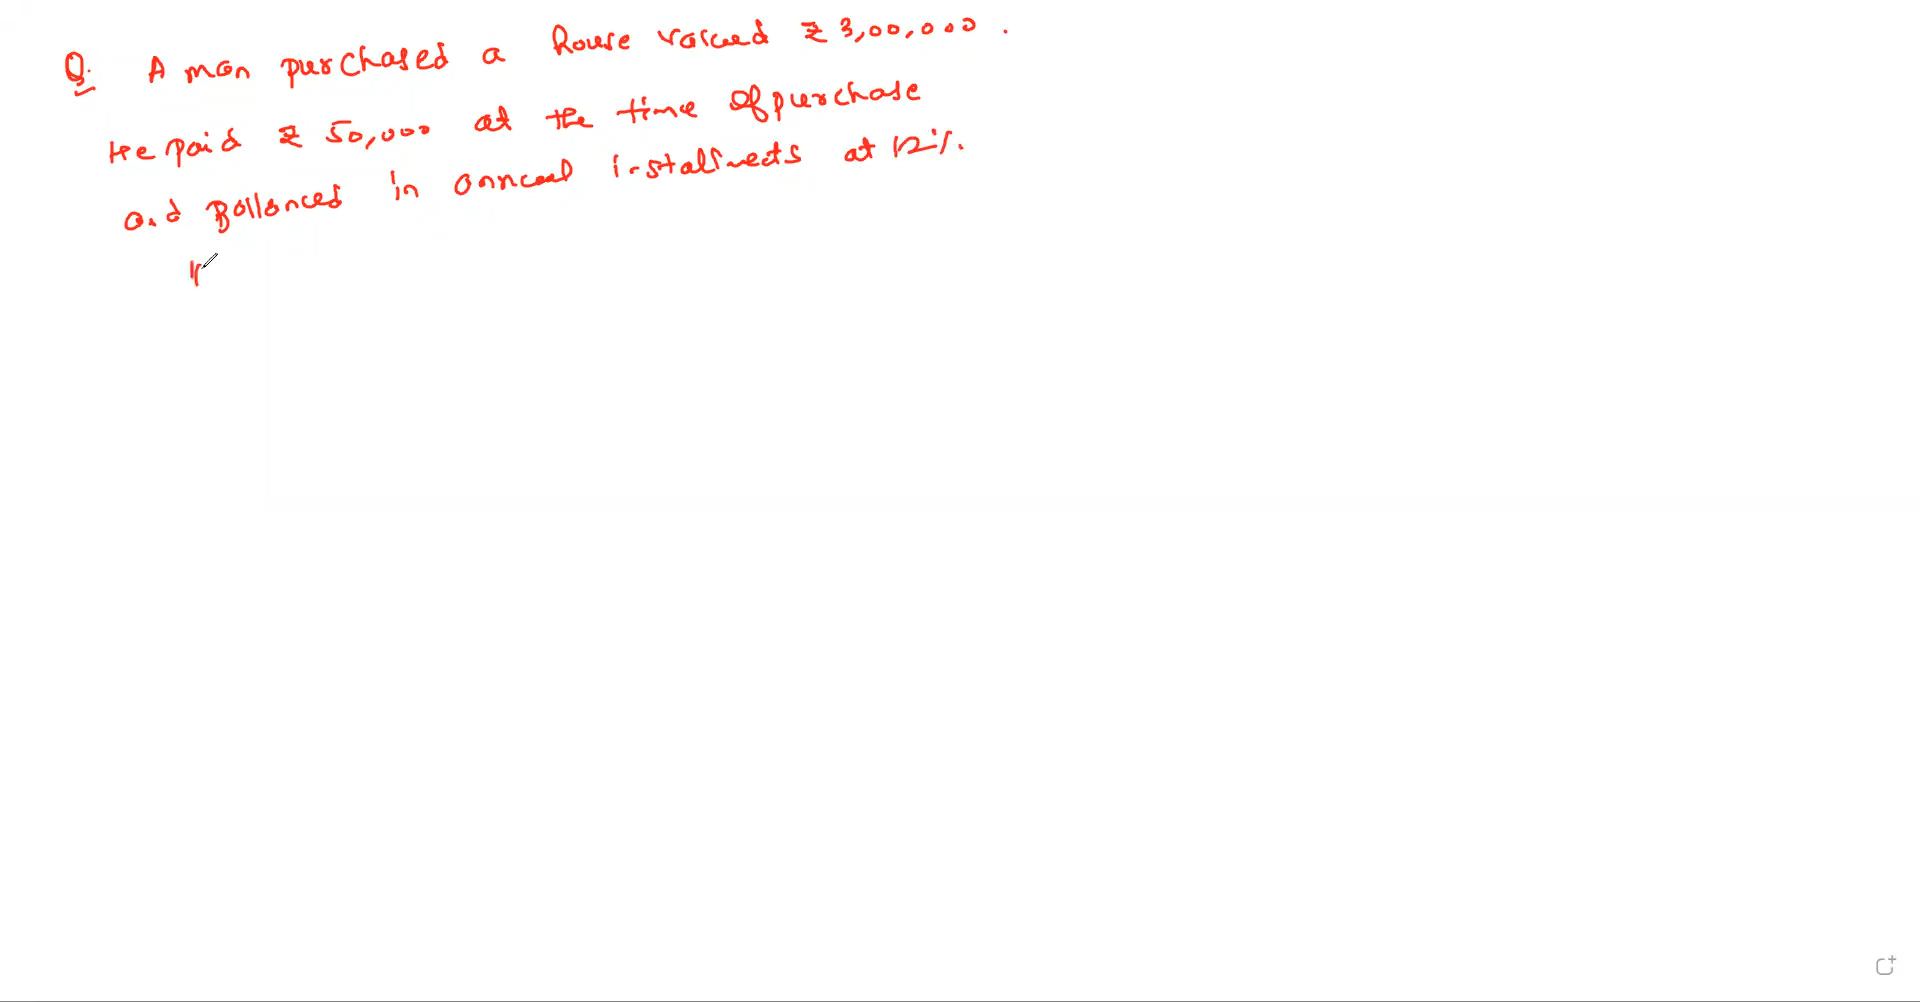 Q. A man purchased a house valued ₹ 3,00,000.
He paid ₹ 50,000 at the time of purchase
and Ballanced in annual installments at 12%.